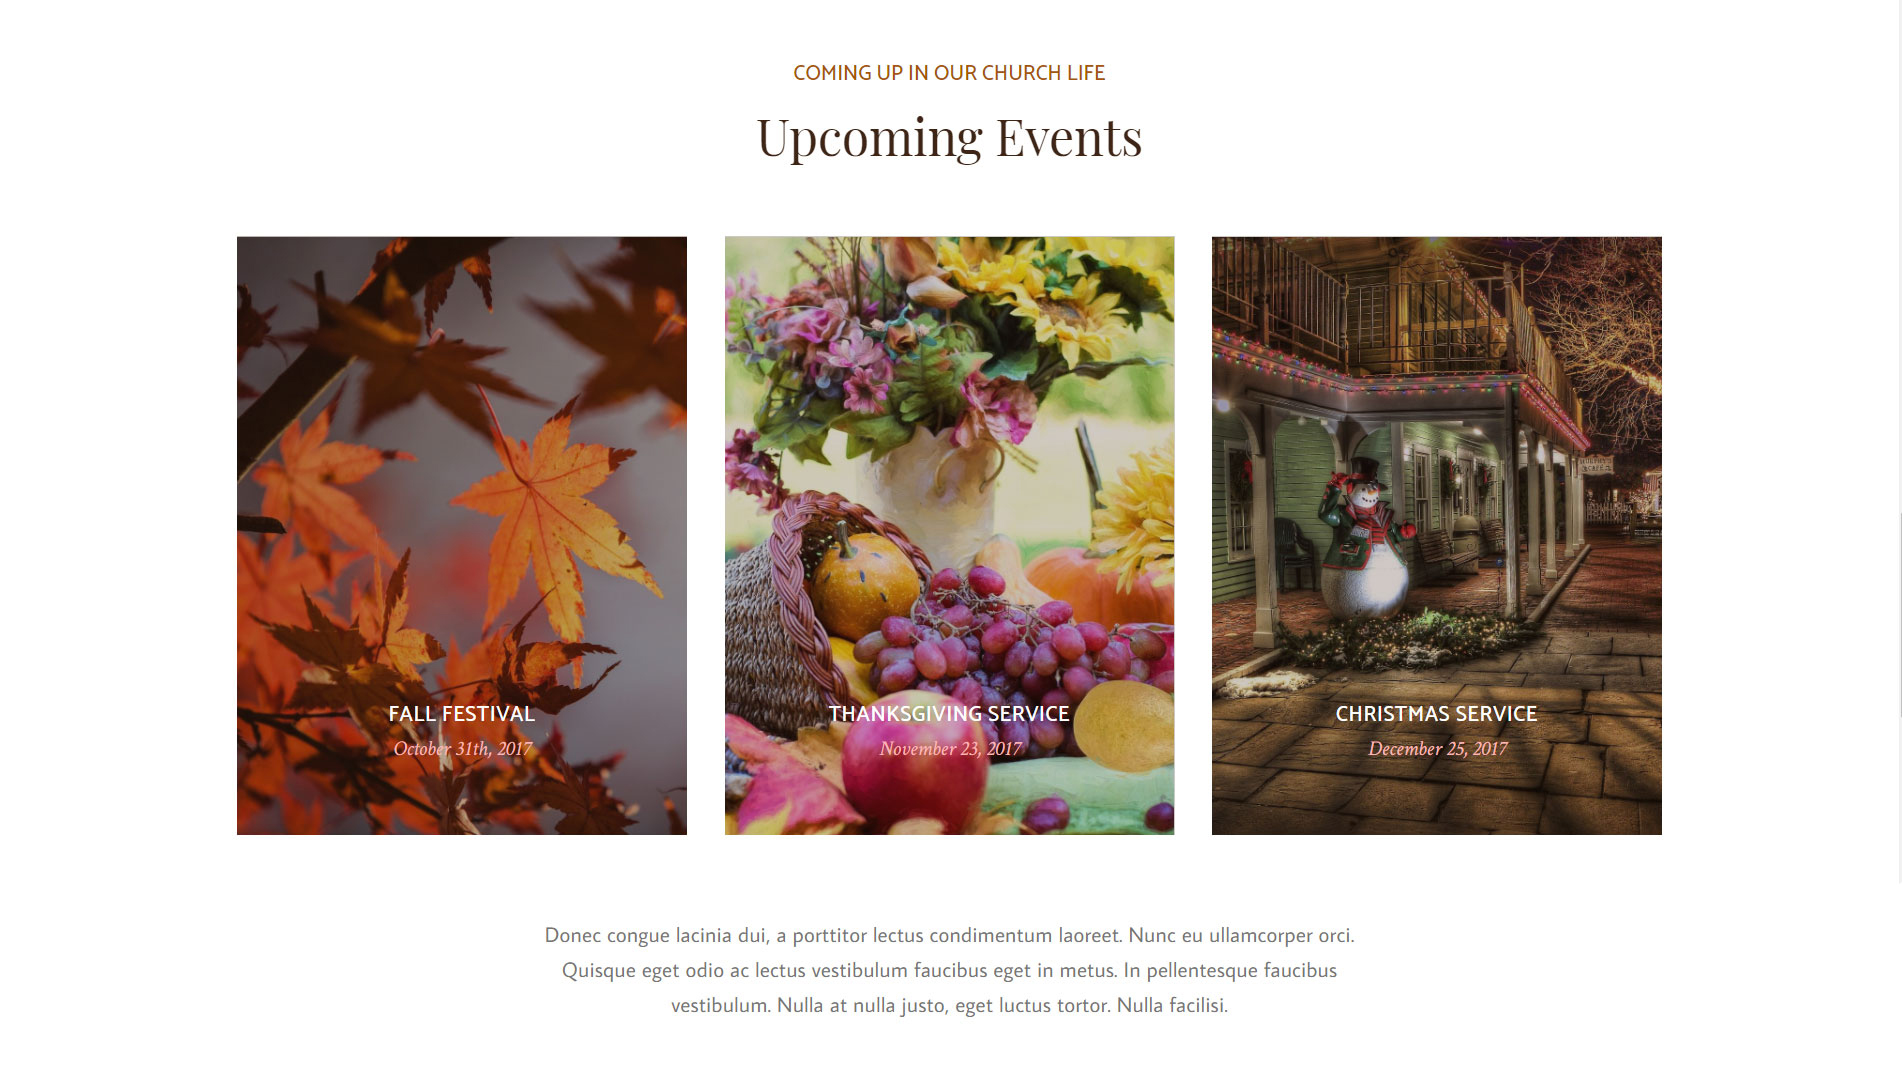 COMING UP IN OUR CHURCH LIFE
Upcoming Events
FALL FESTIVAL
October 31th, 2017
THANKSGIVING SERVICE
November 23, 2017
CHRISTMAS SERVICE
December 25, 2017
Donec congue lacinia dui, a porttitor lectus condimentum laoreet. Nunc eu ullamcorper orci.
Quisque eget odio ac lectus vestibulum faucibus eget in metus. In pellentesque faucibus
vestibulum. Nulla at nulla justo, eget luctus tortor. Nulla facilisi.